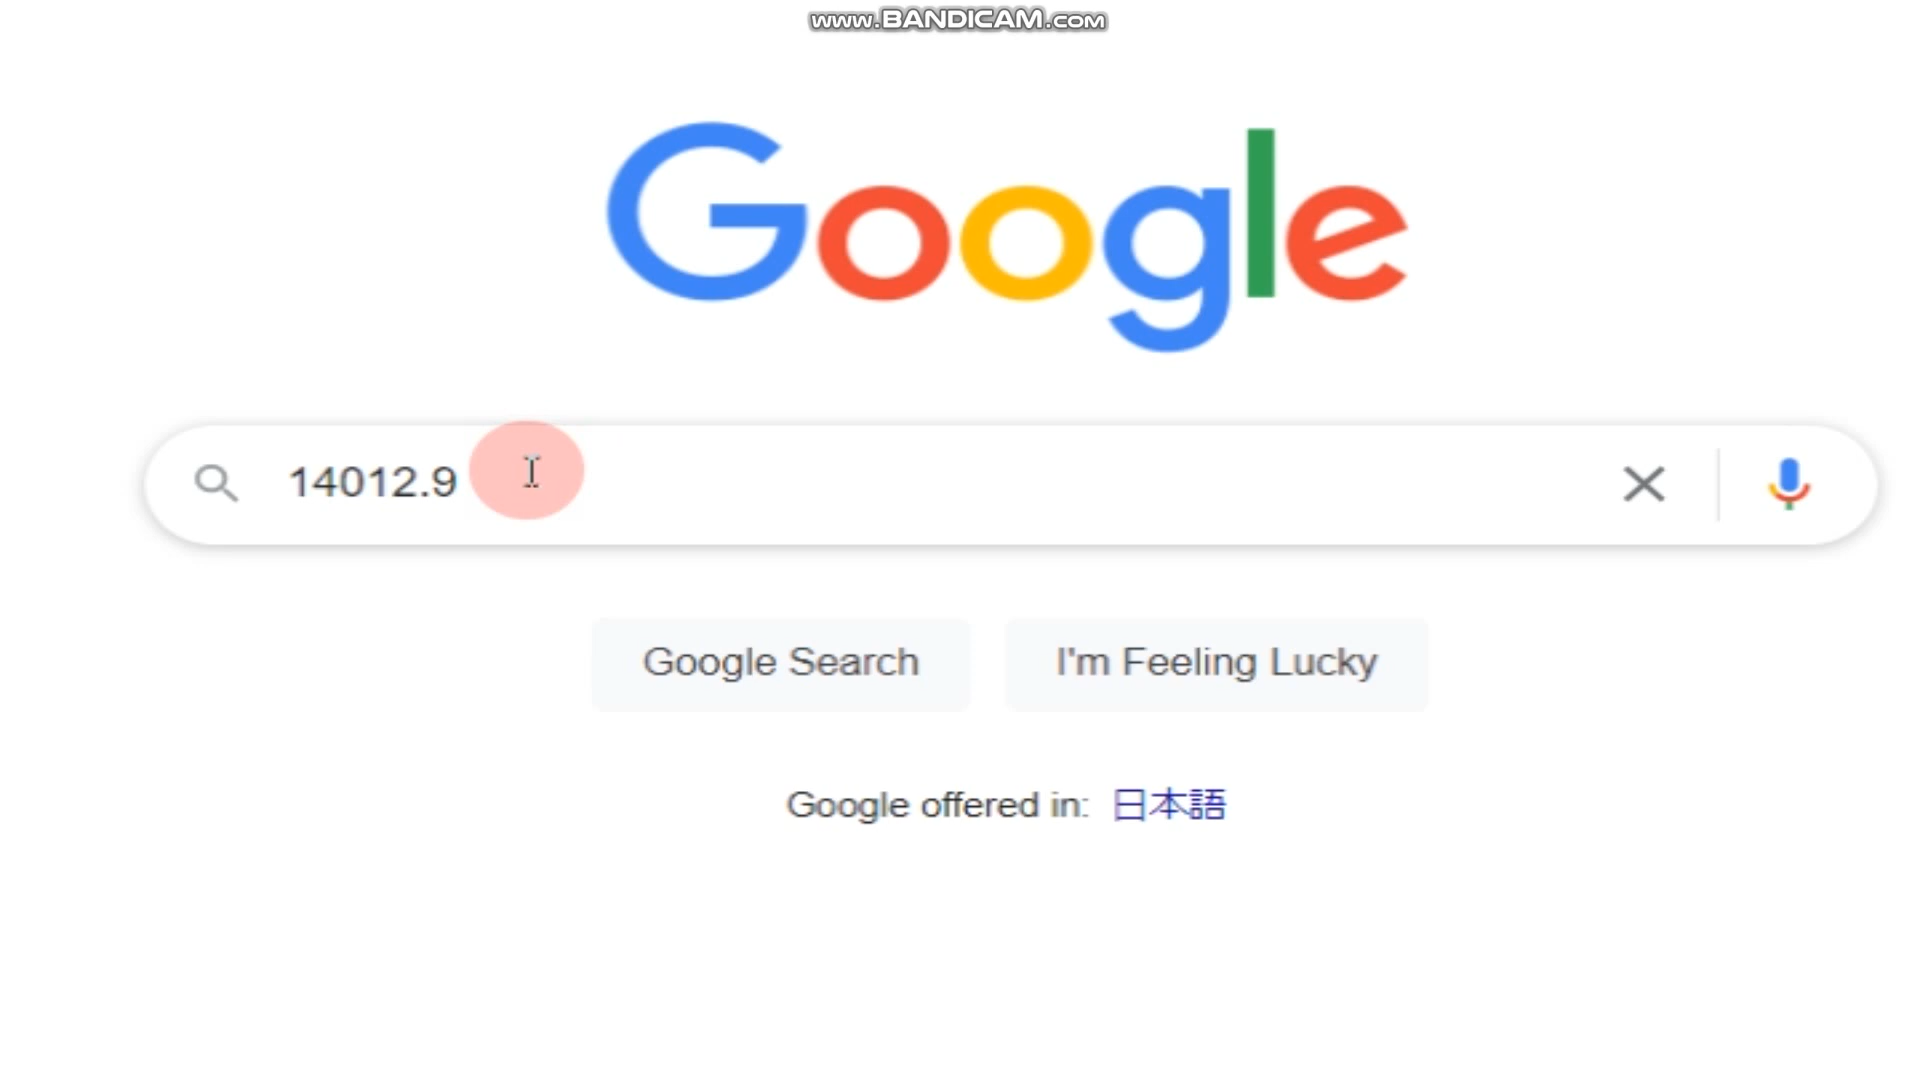 www.BANDICAM.com
Google
14012.9
Google Search
I'm Feeling Lucky
Google offered in: 日本語